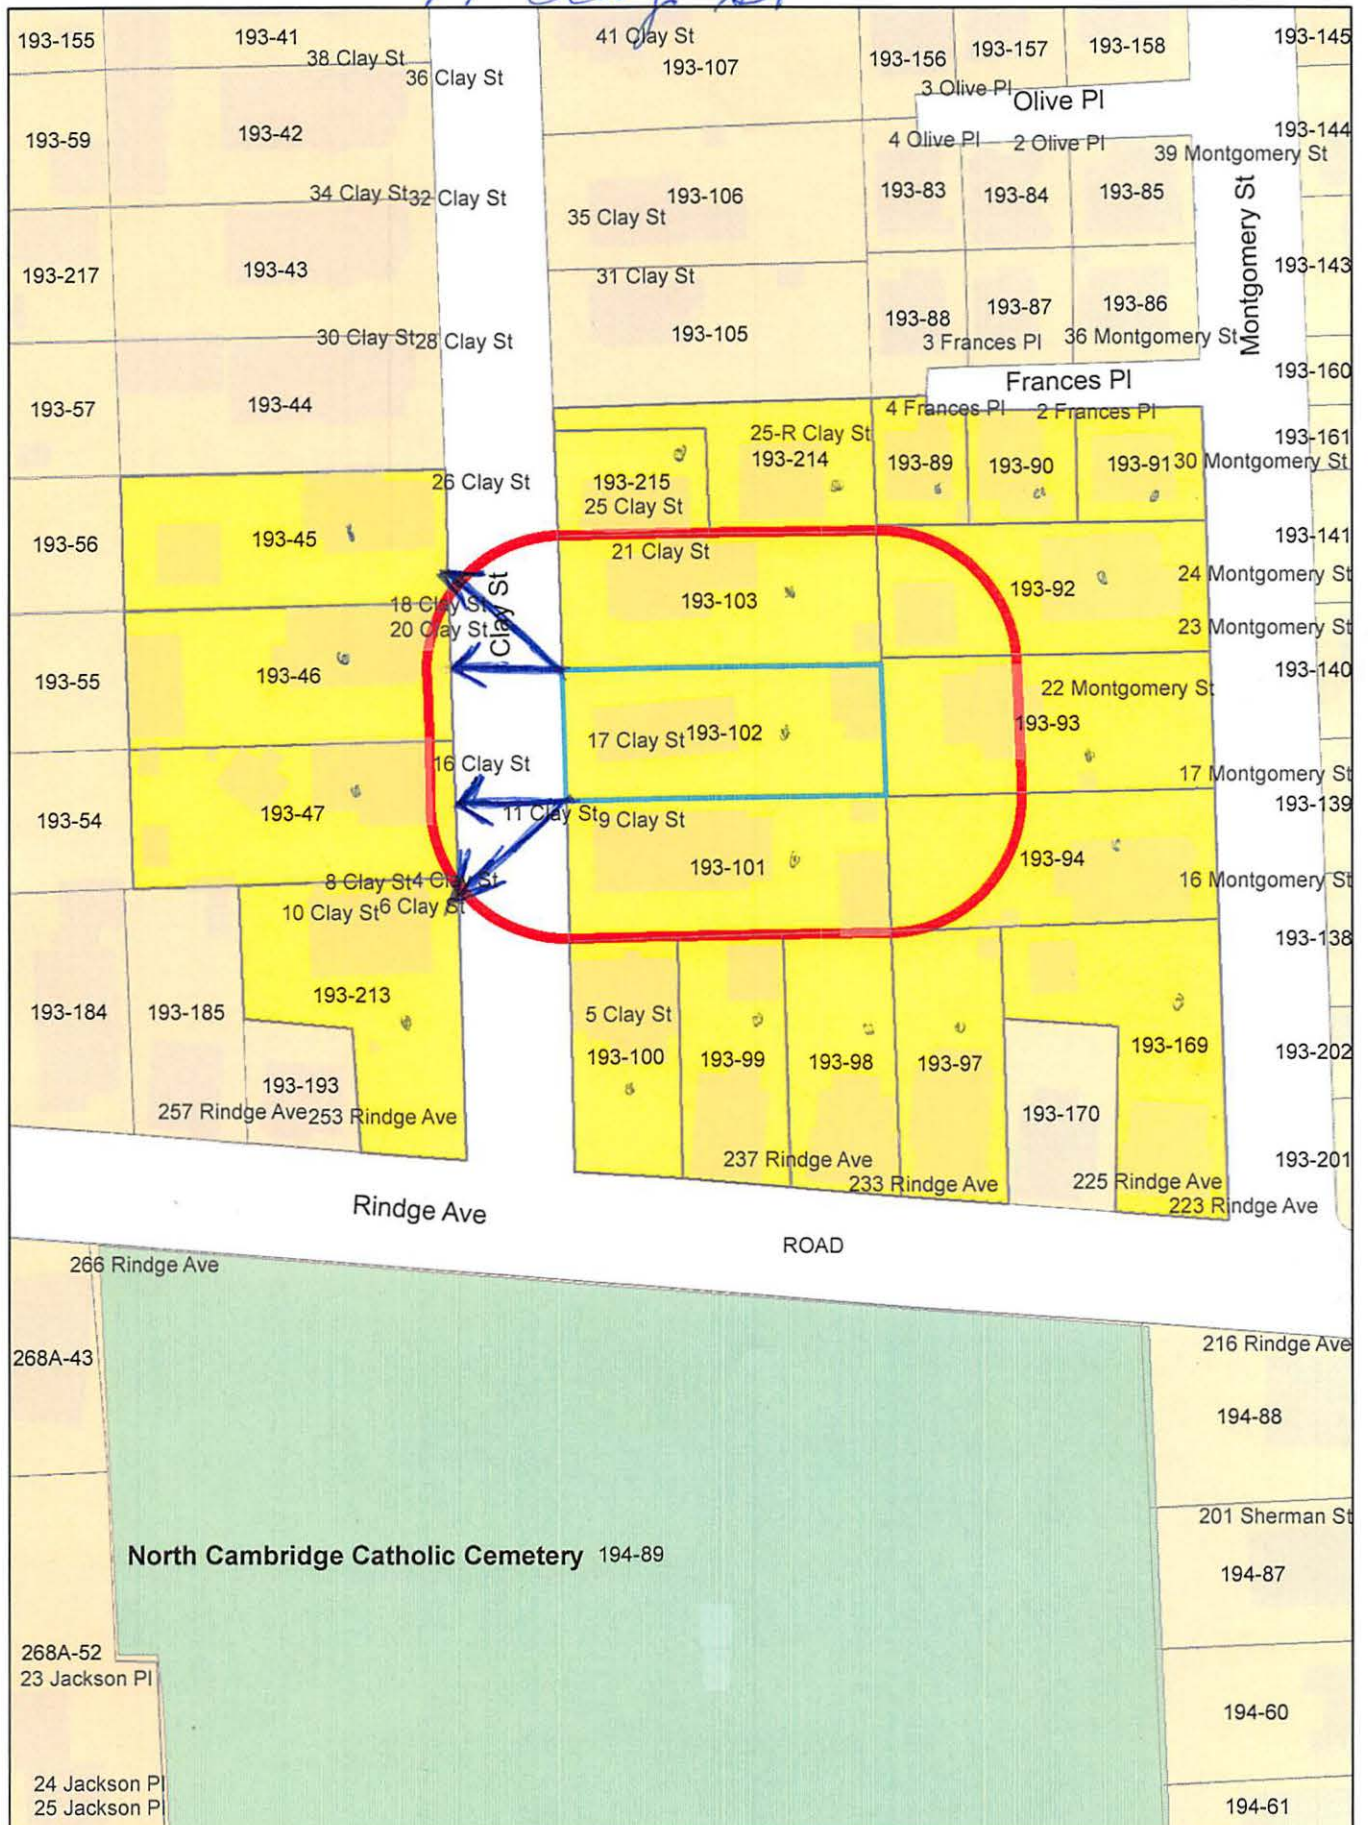 17 Clay St
193-155
193-41
41 Clay St
193-107
193-156
193-157
193-158
193-145
38 Clay St
36 Clay St
3 Olive Pl
Olive Pl
193-59
193-42
4 Olive Pl
2 Olive Pl
193-144
39 Montgomery St
34 Clay St
32 Clay St
193-106
35 Clay St
193-83
193-84
193-85
Montgomery St
193-217
193-43
31 Clay St
193-143
193-88
193-87
193-86
30 Clay St
28 Clay St
193-105
3 Frances Pl
36 Montgomery St
193-57
193-44
Frances Pl
193-160
4 Frances Pl
2 Frances Pl
25-R Clay St
193-214
193-161
26 Clay St
193-215
25 Clay St
193-89
193-90
193-91
30 Montgomery St
193-56
193-45
21 Clay St
193-141
Clay St
193-103
193-92
24 Montgomery St
18 Clay St
20 Clay St
23 Montgomery St
193-55
193-46
193-140
22 Montgomery St
17 Clay St
193-102
193-93
16 Clay St
17 Montgomery St
193-54
193-47
11 Clay St
9 Clay St
193-139
193-101
193-94
8 Clay St
4 Clay St
16 Montgomery St
10 Clay St
6 Clay St
193-138
193-184
193-185
193-213
5 Clay St
193-100
193-99
193-98
193-97
193-169
193-202
193-193
193-170
257 Rindge Ave
253 Rindge Ave
237 Rindge Ave
233 Rindge Ave
225 Rindge Ave
193-201
223 Rindge Ave
Rindge Ave
ROAD
266 Rindge Ave
268A-43
216 Rindge Ave
194-88
201 Sherman St
North Cambridge Catholic Cemetery 194-89
194-87
268A-52
23 Jackson Pl
194-60
24 Jackson Pl
25 Jackson Pl
194-61